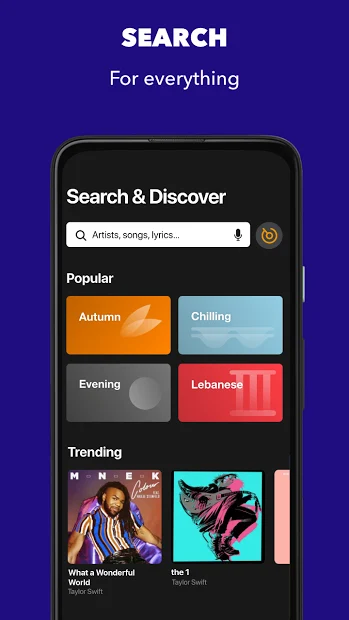 SEARCH
For everything
Search & Discover
Artists, songs, lyrics...
Popular
Autumn
Chilling
Evening
Lebanese
Trending
M N E K
Colour
What a Wonderful
World
Taylor Swift
the 1
Taylor Swift